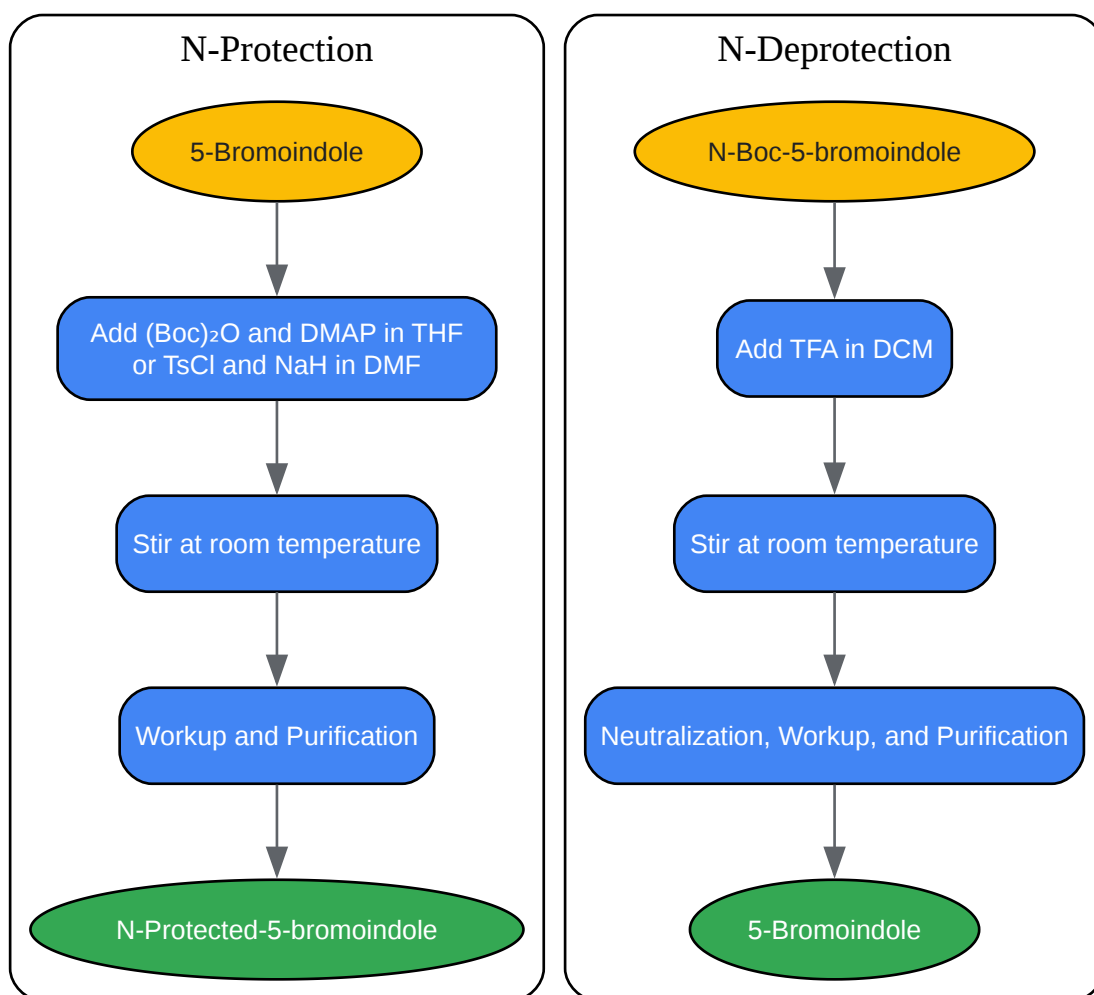 N-Protection
5-Bromoindole
Add (Boc)₂O and DMAP in THF
or TsCl and NaH in DMF
Stir at room temperature
Workup and Purification
N-Protected-5-bromoindole
N-Deprotection
N-Boc-5-bromoindole
Add TFA in DCM
Stir at room temperature
Neutralization, Workup, and Purification
5-Bromoindole